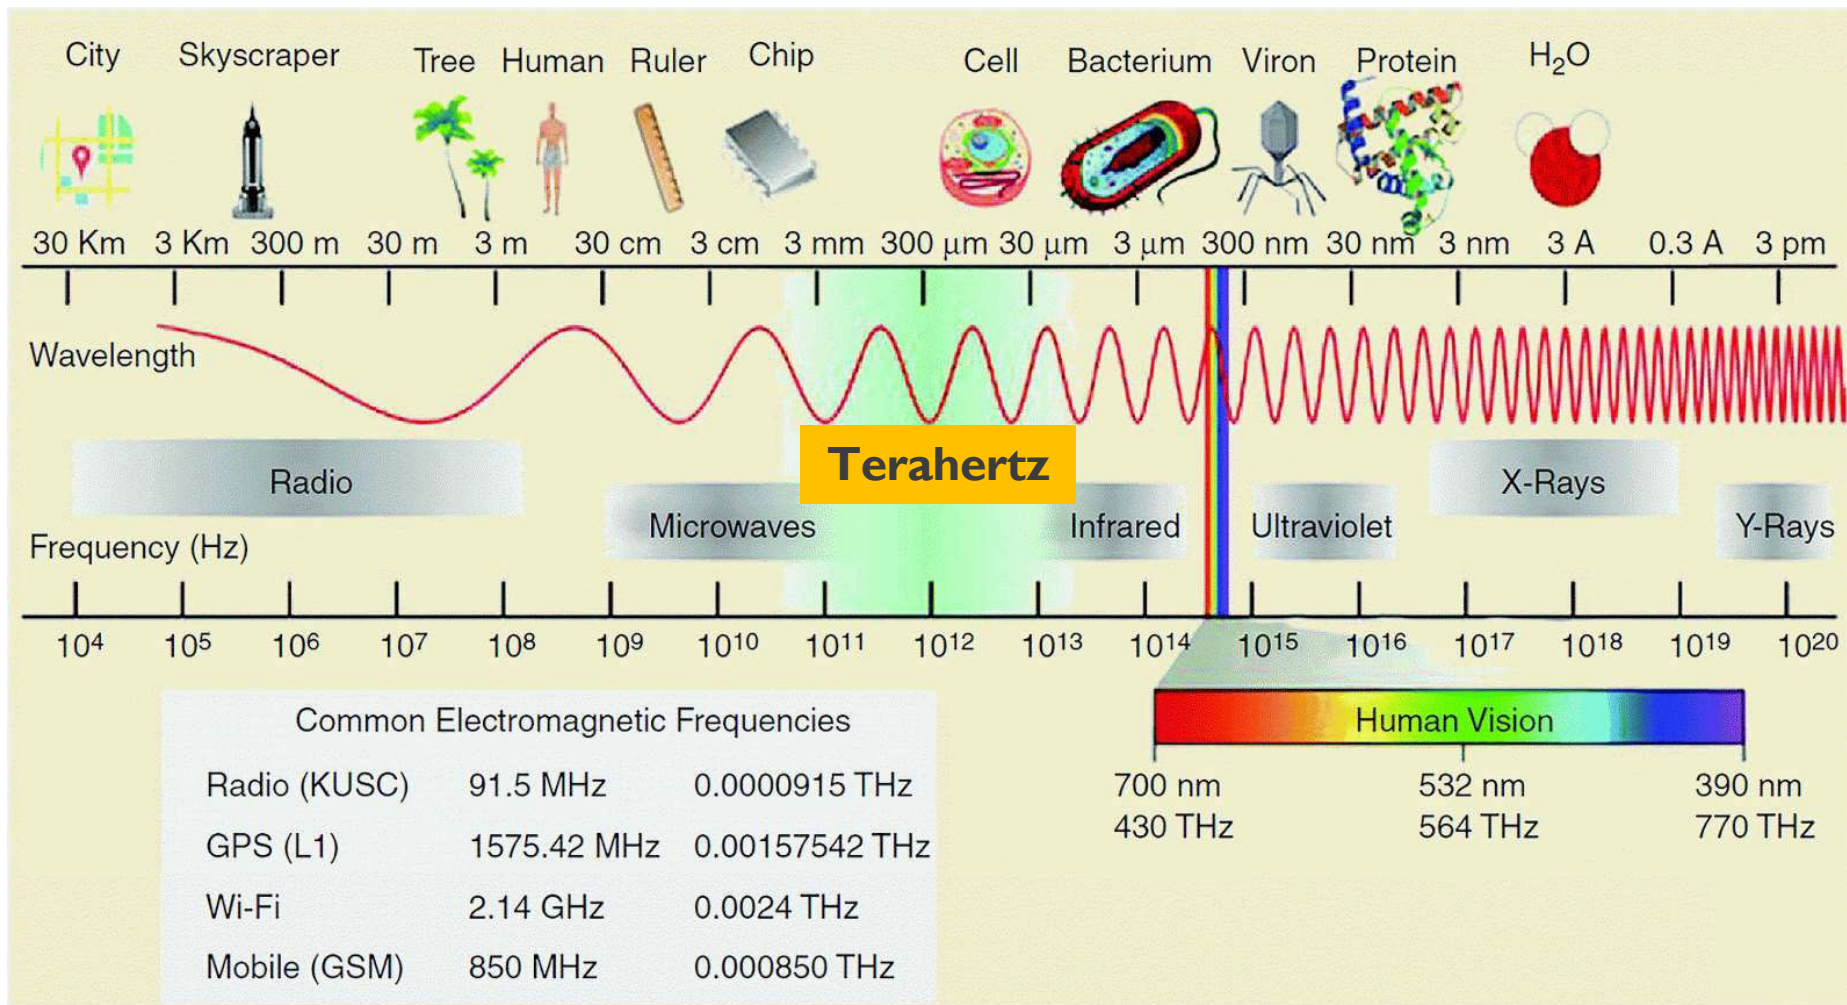 City Skyscraper Tree Human Ruler Chip Cell Bacterium Viron Protein H₂O
30 Km 3 Km 300 m 30 m 3 m 30 cm 3 cm 3 mm 300 μm 30 μm 3 μm 300 nm 30 nm 3 nm 3 A 0.3 A 3 pm
Wavelength
Terahertz
Radio X-Rays
Microwaves Infrared Ultraviolet Y-Rays
Frequency (Hz)
10⁴ 10⁵ 10⁶ 10⁷ 10⁸ 10⁹ 10¹⁰ 10¹¹ 10¹² 10¹³ 10¹⁴ 10¹⁵ 10¹⁶ 10¹⁷ 10¹⁸ 10¹⁹ 10²⁰
Human Vision
700 nm 532 nm 390 nm
430 THz 564 THz 770 THz
Common Electromagnetic Frequencies
Radio (KUSC) 91.5 MHz 0.0000915 THz
GPS (L1) 1575.42 MHz 0.00157542 THz
Wi-Fi 2.14 GHz 0.0024 THz
Mobile (GSM) 850 MHz 0.000850 THz